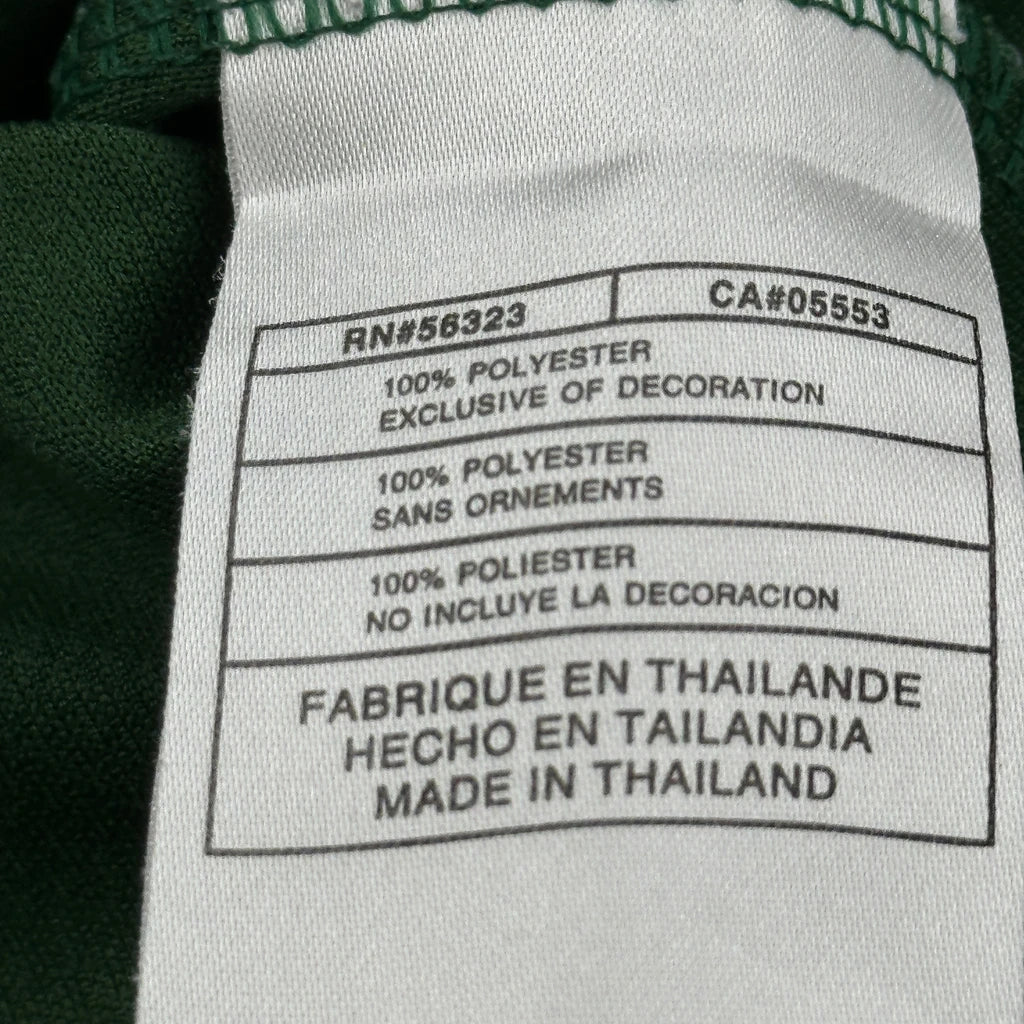 RN#56323 CA#05553
100% POLYESTER
EXCLUSIVE OF DECORATION
100% POLYESTER
SANS ORNEMENTS
100% POLIESTER
NO INCLUYE LA DECORACION
FABRIQUE EN THAILANDE
HECHO EN TAILANDIA
MADE IN THAILAND